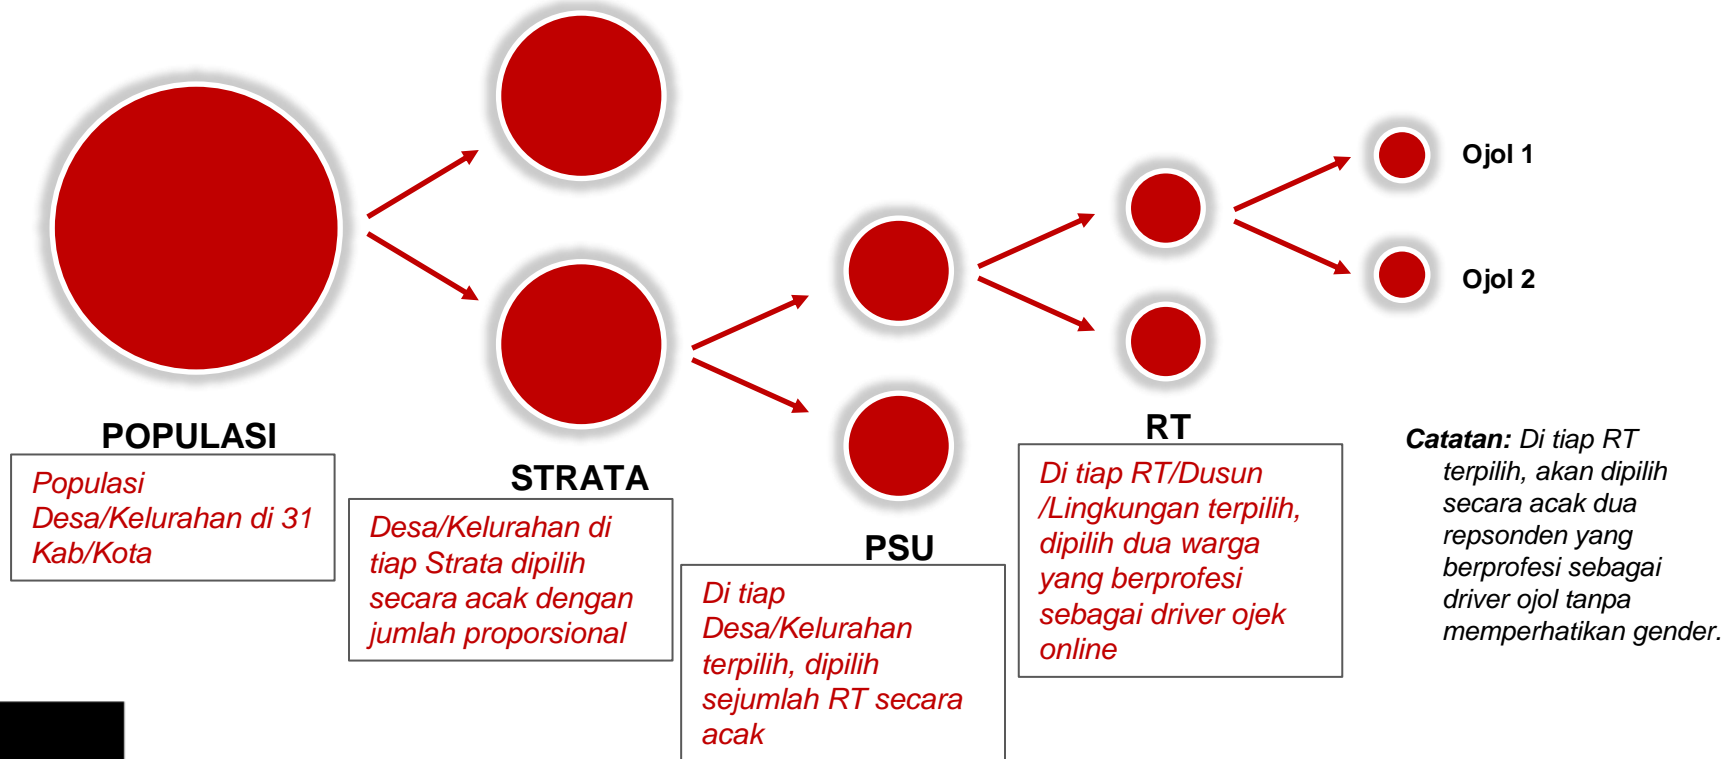 POPULASI
Populasi
Desa/Kelurahan di 31
Kab/Kota
STRATA
Desa/Kelurahan di
tiap Strata dipilih
secara acak dengan
jumlah proporsional
PSU
Di tiap
Desa/Kelurahan
terpilih, dipilih
sejumlah RT secara
acak
RT
Di tiap RT/Dusun
/Lingkungan terpilih,
dipilih dua warga
yang berprofesi
sebagai driver ojek
online
Ojol 1
Ojol 2
Catatan: Di tiap RT
terpilih, akan dipilih
secara acak dua
repsonden yang
berprofesi sebagai
driver ojol tanpa
memperhatikan gender.